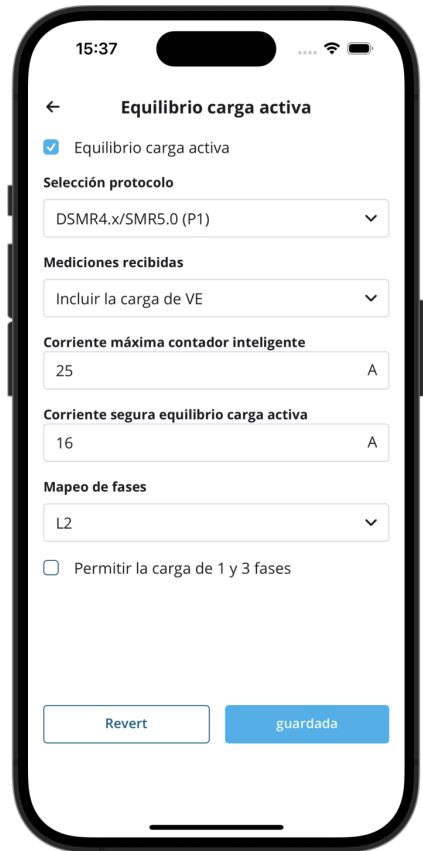 15:37
Equilibrio carga activa
Equilibrio carga activa
Selección protocolo
DSMR4.x/SMR5.0 (P1)
Mediciones recibidas
Incluir la carga de VE
Corriente máxima contador inteligente
25 A
Corriente segura equilibrio carga activa
16 A
Mapeo de fases
L2
Permitir la carga de 1 y 3 fases
Revert guardada